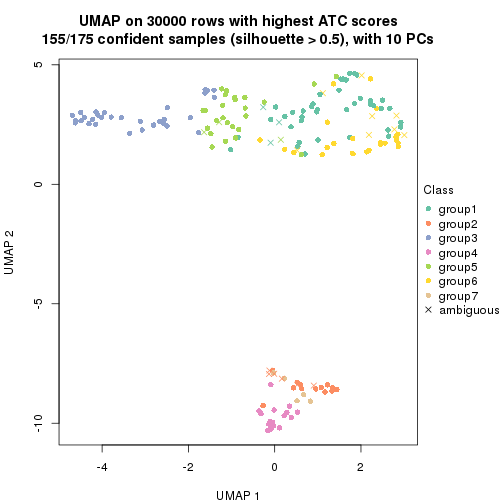 UMAP on 30000 rows with highest ATC scores
155/175 confident samples (silhouette > 0.5), with 10 PCs
5
0
-5
-10
UMAP 2
-4
-2
0
2
UMAP 1
Class
group1
group2
group3
group4
group5
group6
group7
ambiguous